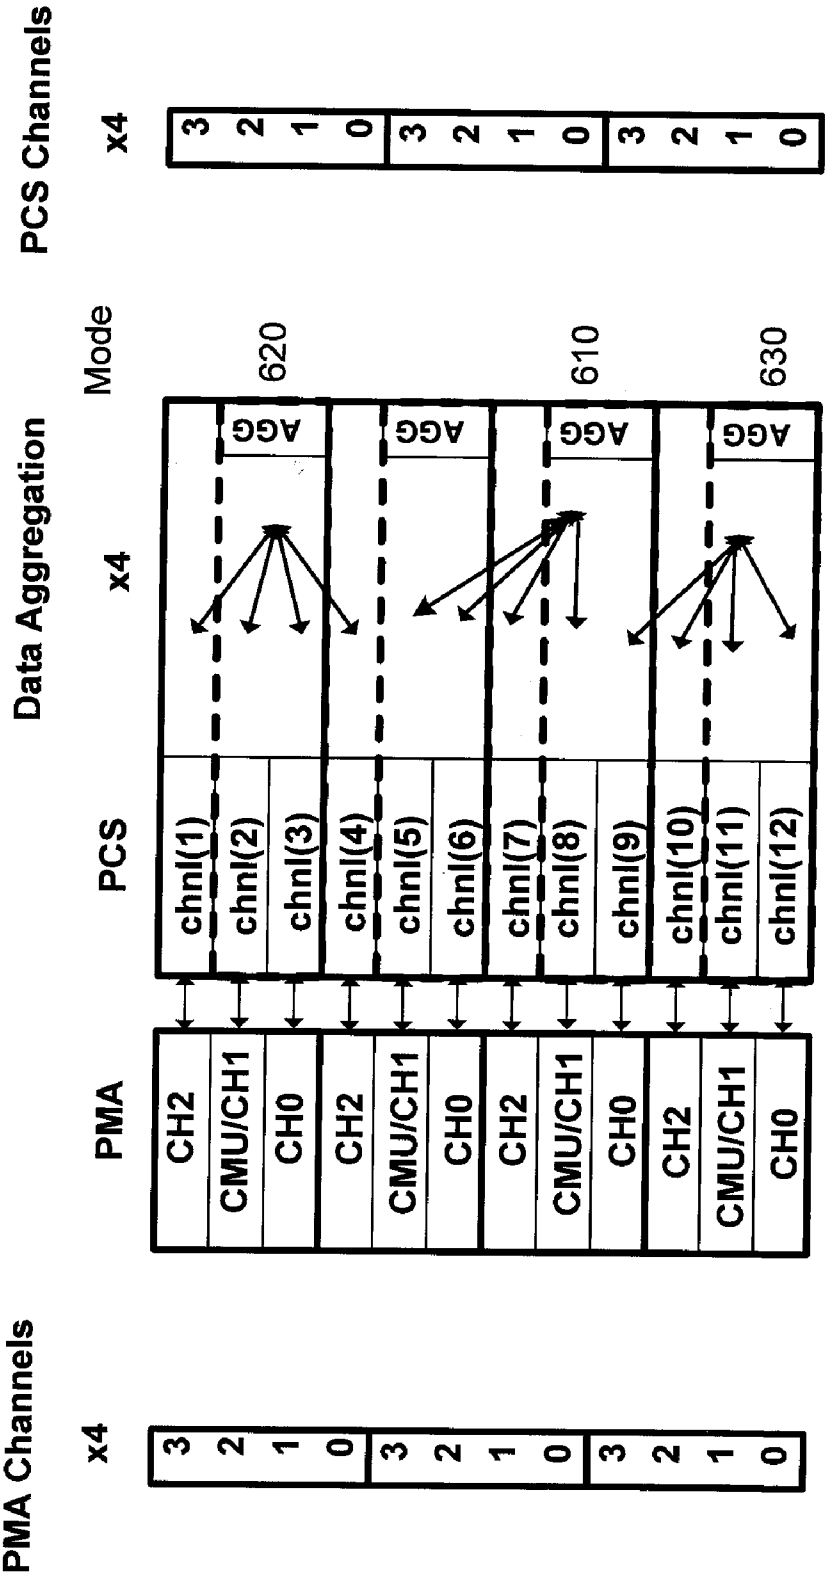 PMA Channels
Data Aggregation
PCS Channels
x4
PMA
PCS
x4
Mode
x4
3
CH2
chnl(1)
3
2
CMU/CH1
chnl(2)
AGG
620
2
1
CH0
chnl(3)
1
0
CH2
chnl(4)
0
3
CMU/CH1
chnl(5)
AGG
3
2
CH0
chnl(6)
2
1
CH2
chnl(7)
1
0
CMU/CH1
chnl(8)
AGG
610
0
3
CH0
chnl(9)
3
2
CH2
chnl(10)
2
1
CMU/CH1
chnl(11)
AGG
630
1
0
CH0
chnl(12)
0